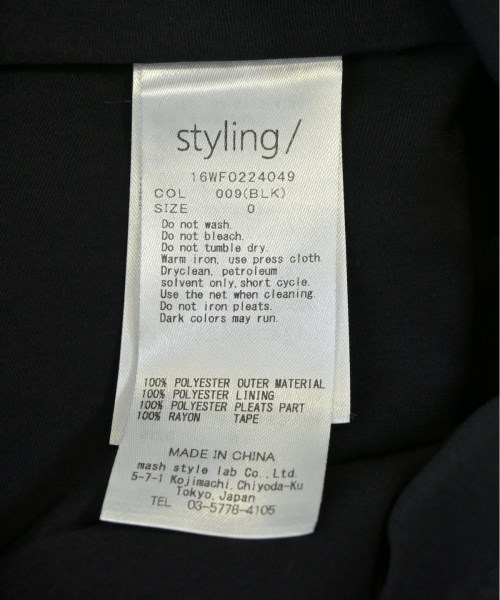 styling/
16WF0224049
COL 009(BLK)
SIZE 0
Do not wash.
Do not bleach.
Do not tumble dry.
Warm iron, use press cloth.
Dryclean, petroleum
solvent only,short cycle.
Use the net when cleaning.
Do not iron pleats.
Dark colors may run.
100% POLYESTER OUTER MATERIAL
100% POLYESTER LINING
100% POLYESTER PLEATS PART
100% RAYON TAPE
MADE IN CHINA
mash style lab Co.,Ltd.
5-7-1 Kojimachi,Chiyoda-Ku
Tokyo,Japan
TEL 03-5778-4105